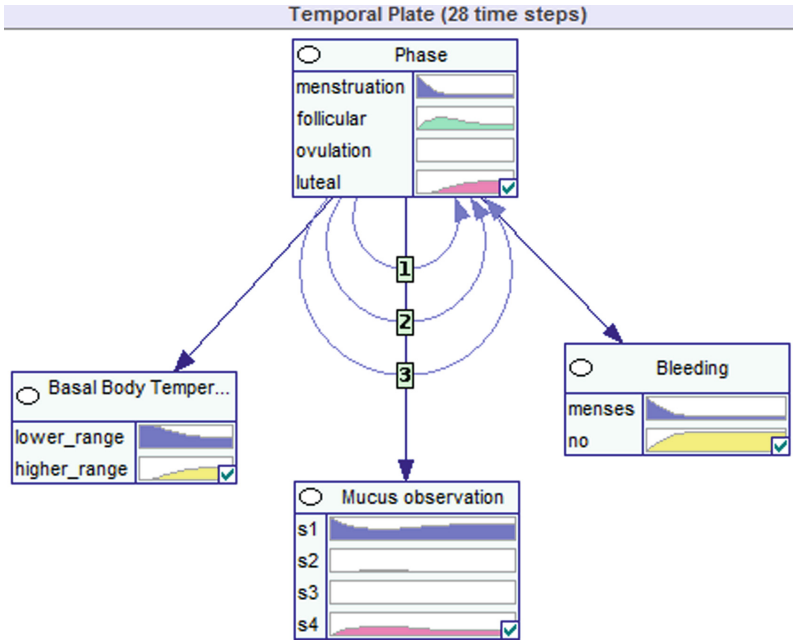 Temporal Plate (28 time steps)
Phase
menstruation
follicular
ovulation
luteal
1
2
3
Basal Body Temper...
lower_range
higher_range
Bleeding
menses
no
Mucus observation
s1
s2
s3
s4